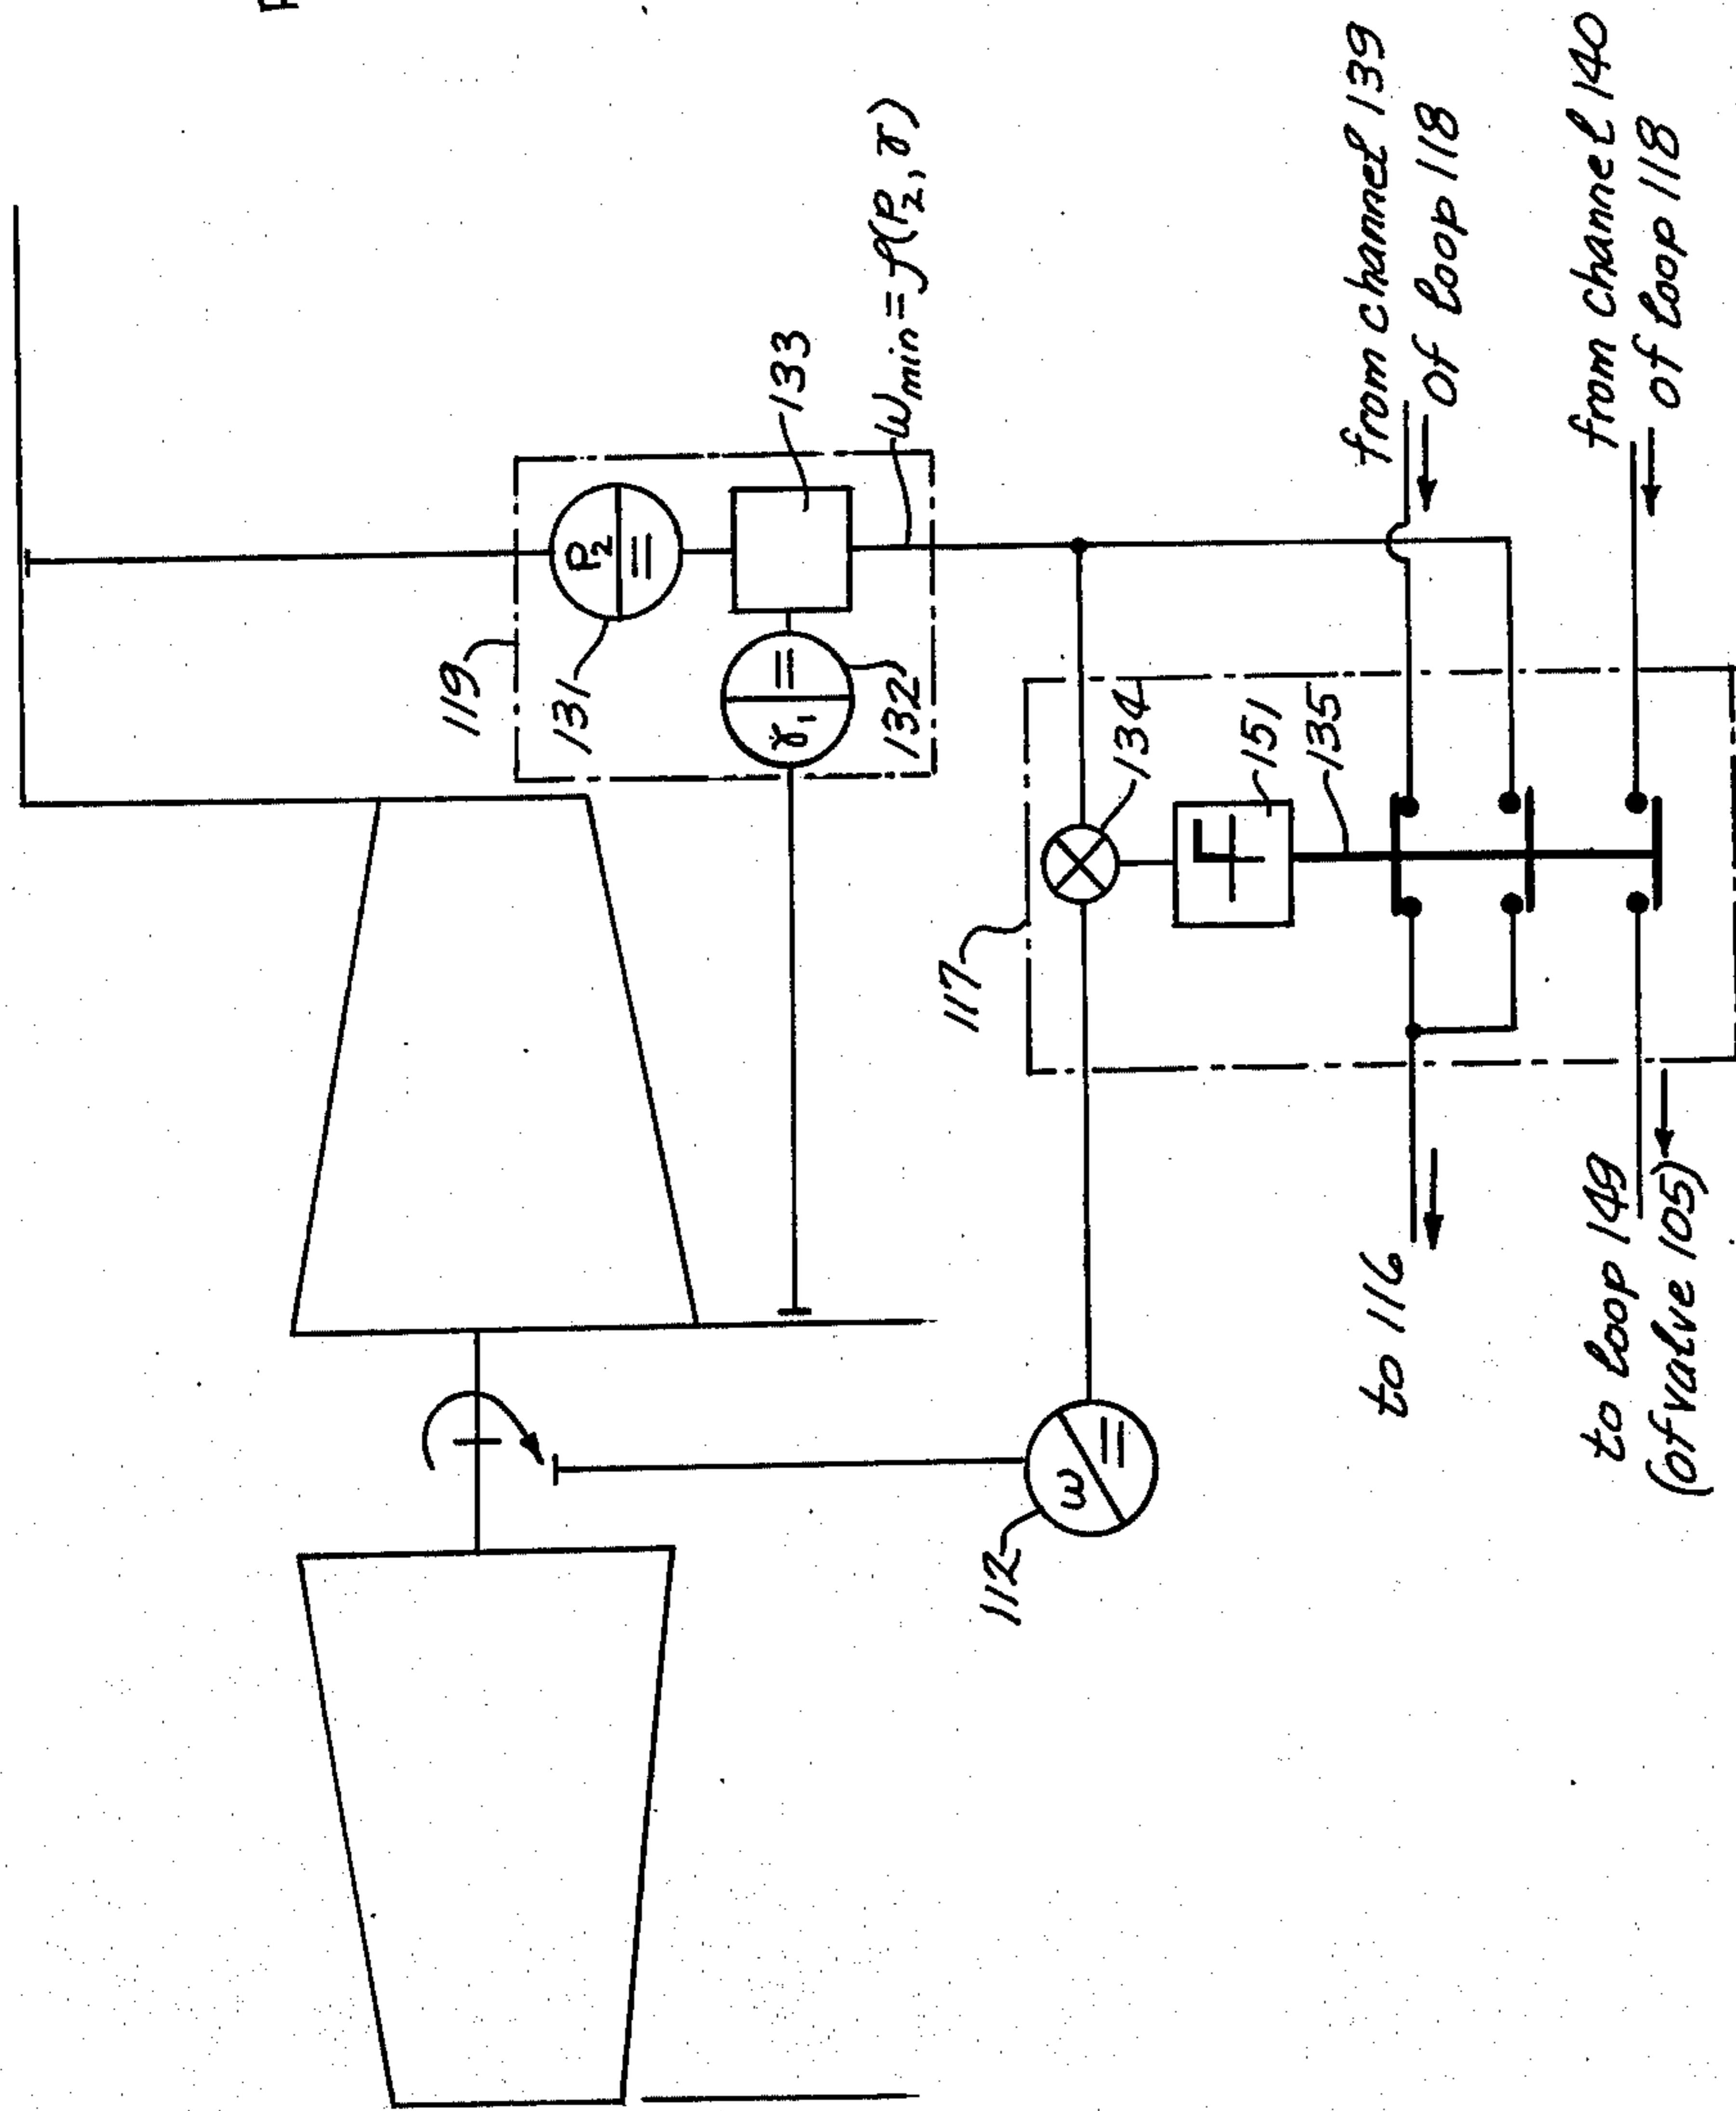 119
131
P₂
=
133
γ₁ =
132
ωmin = f(P₂, γ)
117
134
151
135
112
ω
=
from channel 139
of loop 118
from channel 140
of loop 118
to 116
to loop 149
(of valve 105)